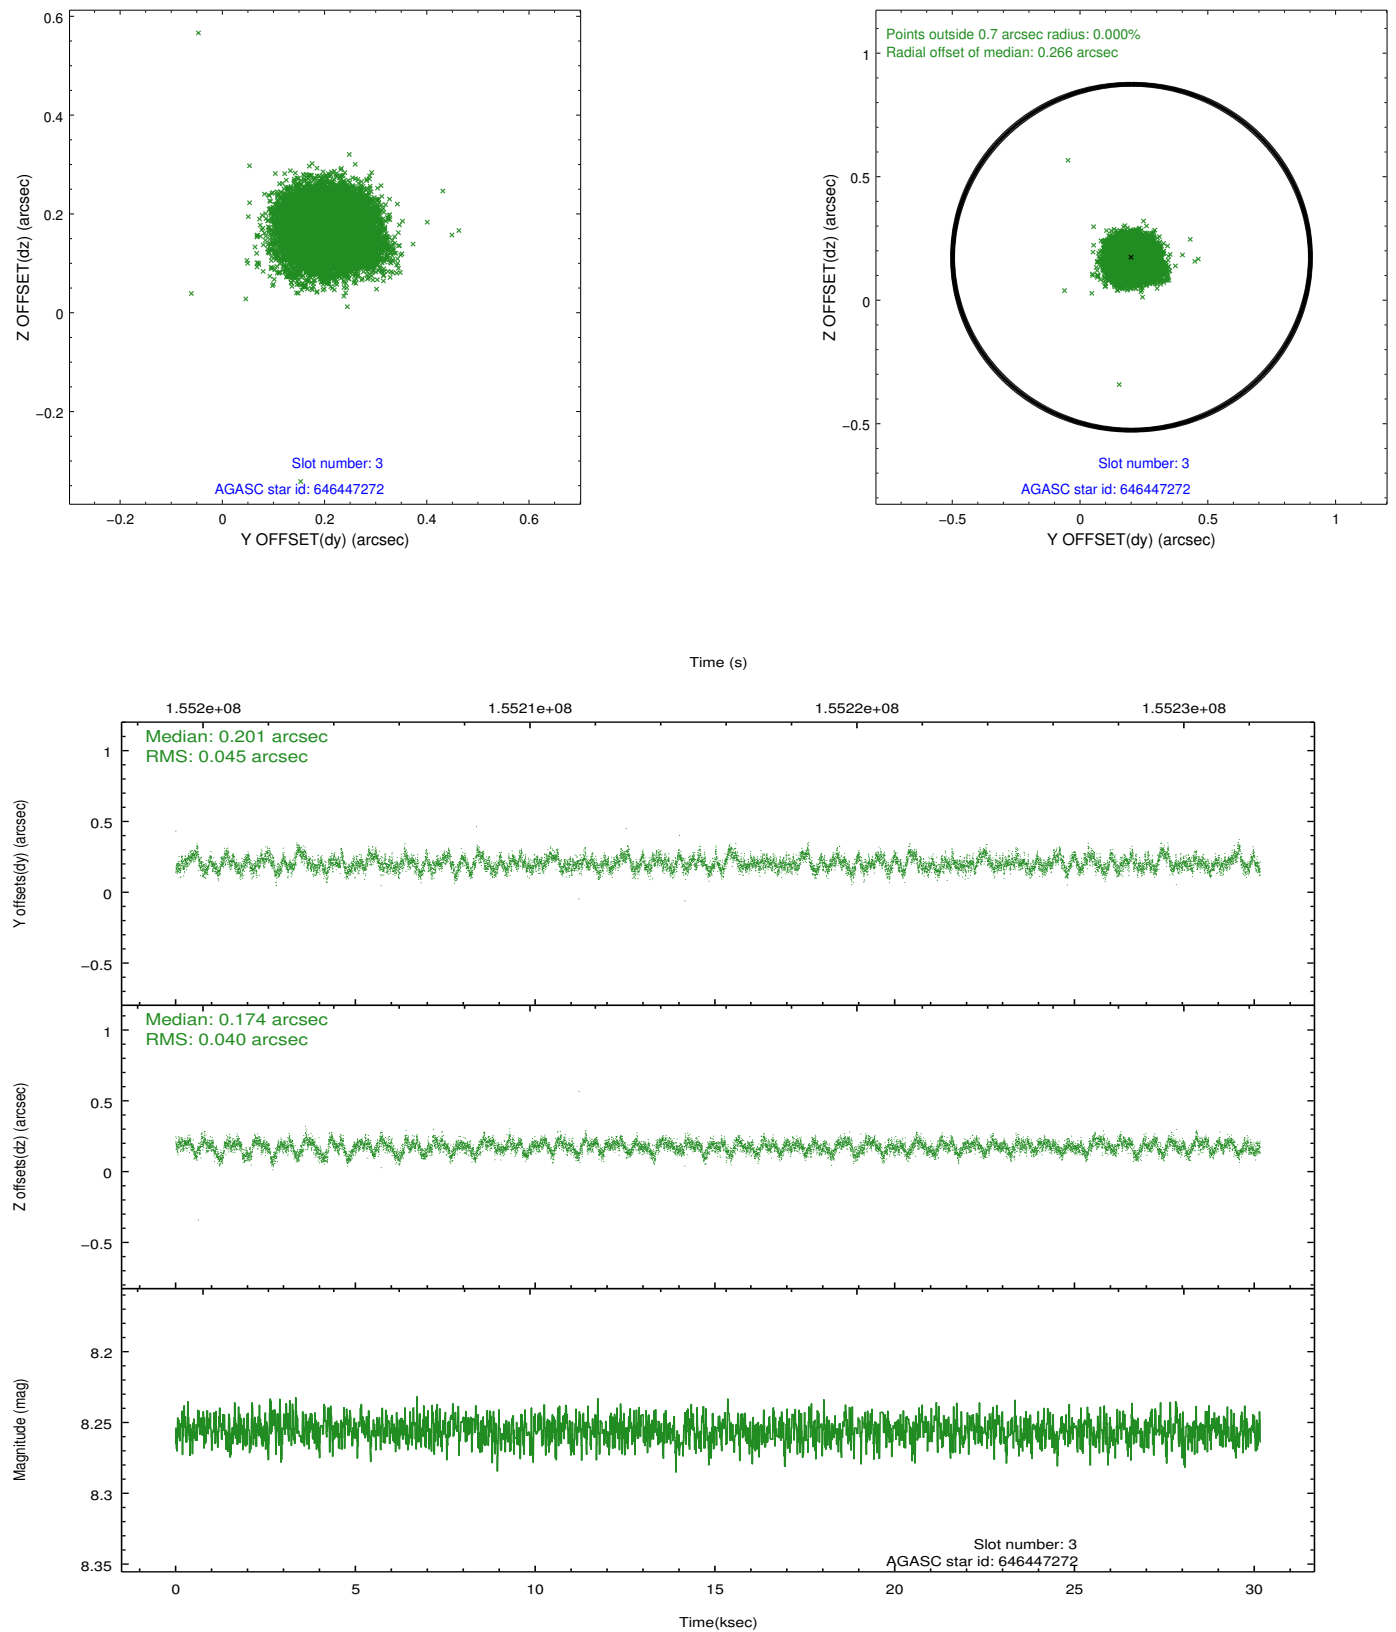 0.6
0.4
0.2
0
−0.2
Z OFFSET(dz) (arcsec)
Slot number: 3
AGASC star id: 646447272
−0.2 0 0.2 0.4 0.6
Y OFFSET(dy) (arcsec)
Points outside 0.7 arcsec radius: 0.000%
Radial offset of median: 0.266 arcsec
1
0.5
0
−0.5
Z OFFSET(dz) (arcsec)
Slot number: 3
AGASC star id: 646447272
−0.5 0 0.5 1
Y OFFSET(dy) (arcsec)
Time (s)
1.552e+08 1.5521e+08 1.5522e+08 1.5523e+08
Median: 0.201 arcsec
RMS: 0.045 arcsec
1
0.5
0
−0.5
Y offsets(dy) (arcsec)
Median: 0.174 arcsec
RMS: 0.040 arcsec
1
0.5
0
−0.5
Z offsets(dz) (arcsec)
8.2
8.25
8.3
8.35
Magnitude (mag)
Slot number: 3
AGASC star id: 646447272
0 5 10 15 20 25 30
Time(ksec)